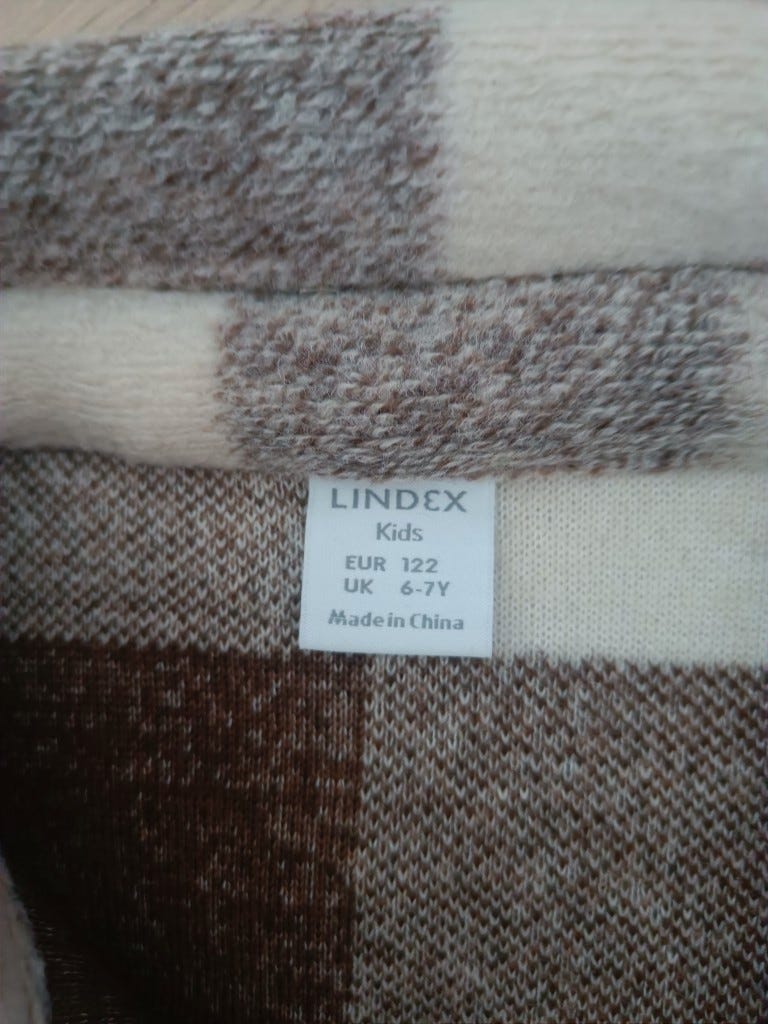 LINDEX
Kids
EUR 122
UK 6-7Y
Made in China